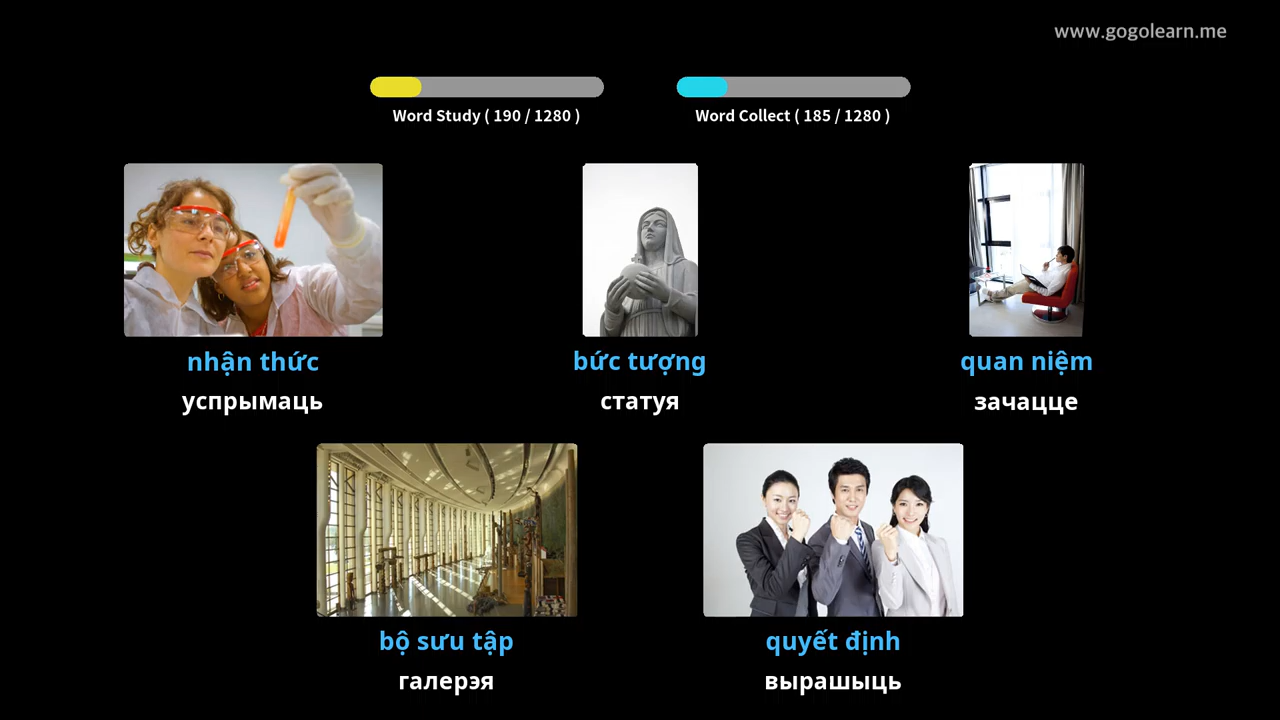 www.gogolearn.me
Word Study ( 190 / 1280 )
Word Collect ( 185 / 1280 )
nhận thức
успрымаць
bức tượng
статуя
quan niệm
зачацце
bộ sưu tập
галерэя
quyết định
вырашыць